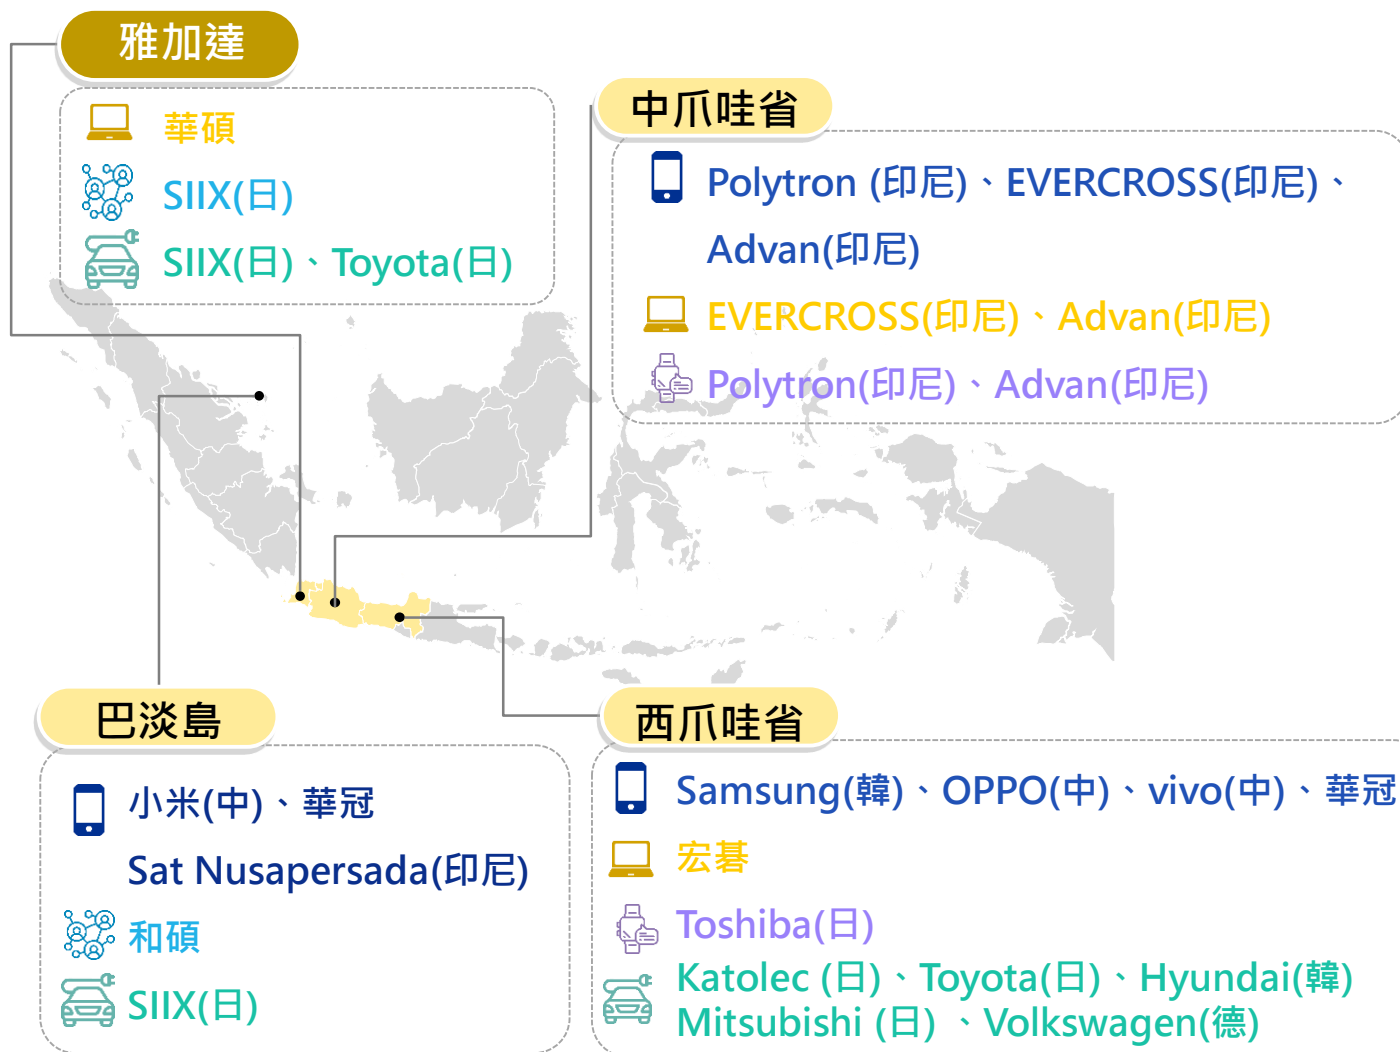 雅加達
華碩
SIIX(日)
SIIX(日)、Toyota(日)
中爪哇省
Polytron (印尼)、EVERCROSS(印尼)、
Advan(印尼)
EVERCROSS(印尼)、Advan(印尼)
Polytron(印尼)、Advan(印尼)
巴淡島
小米(中)、華冠
Sat Nusapersada(印尼)
和碩
SIIX(日)
西爪哇省
Samsung(韓)、OPPO(中)、vivo(中)、華冠
宏碁
Toshiba(日)
Katolec (日)、Toyota(日)、Hyundai(韓)
Mitsubishi (日) 、Volkswagen(德)